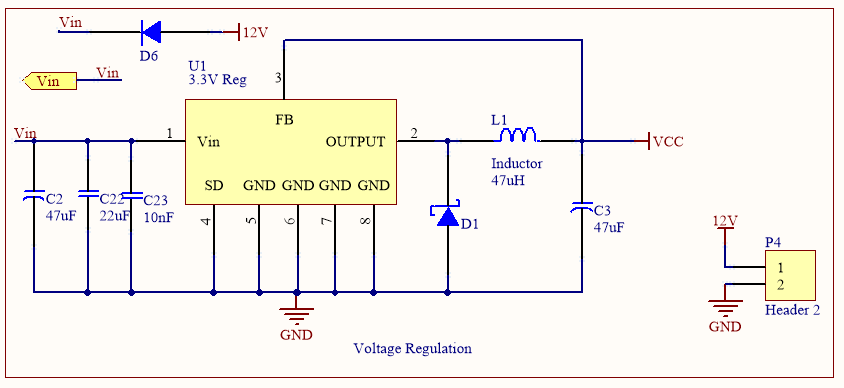 Vin
12V
D6
Vin
Vin
U1
3.3V Reg
3
FB
Vin
1
Vin
OUTPUT
2
L1
Inductor
47uH
VCC
SD
GND
GND
GND
GND
4
5
6
7
8
C2
47uF
C22
22uF
C23
10nF
D1
C3
47uF
GND
12V
P4
1
2
Header 2
GND
Voltage Regulation